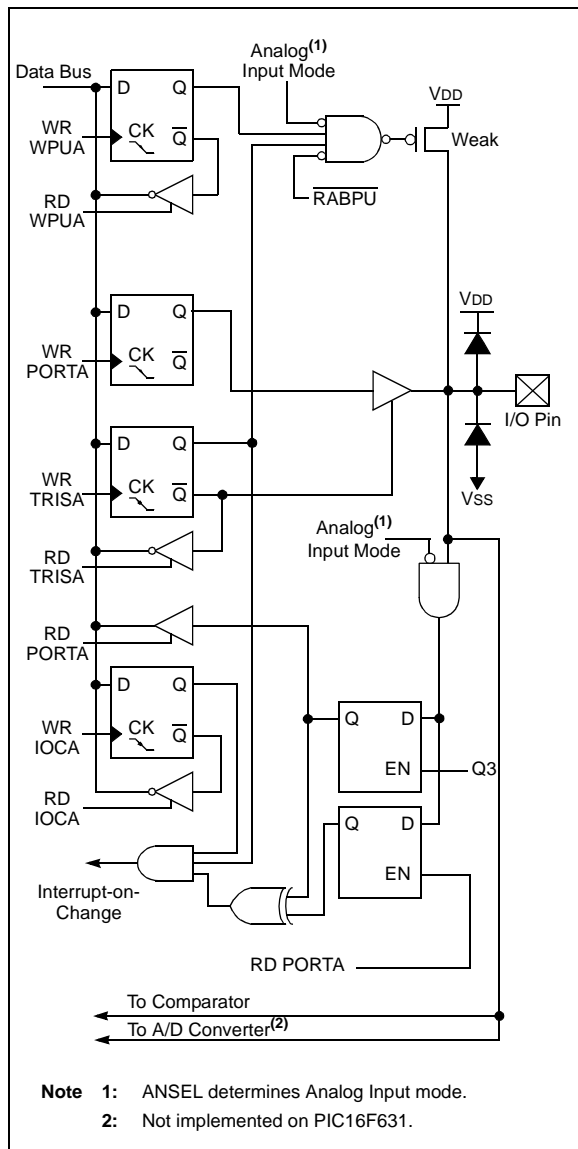 Analog(1)
Input Mode
Data Bus
D Q
VDD
WR
WPUA
CK
Q
Weak
RD
WPUA
RABPU
D Q
VDD
WR
PORTA
CK
Q
I/O Pin
D Q
WR
TRISA
CK
Q
VSS
Analog(1)
Input Mode
RD
TRISA
RD
PORTA
D Q
Q D
WR
IOCA
CK
Q
EN
Q3
RD
IOCA
Q D
EN
Interrupt-on-
Change
RD PORTA
To Comparator
To A/D Converter(2)
Note 1: ANSEL determines Analog Input mode.
2: Not implemented on PIC16F631.